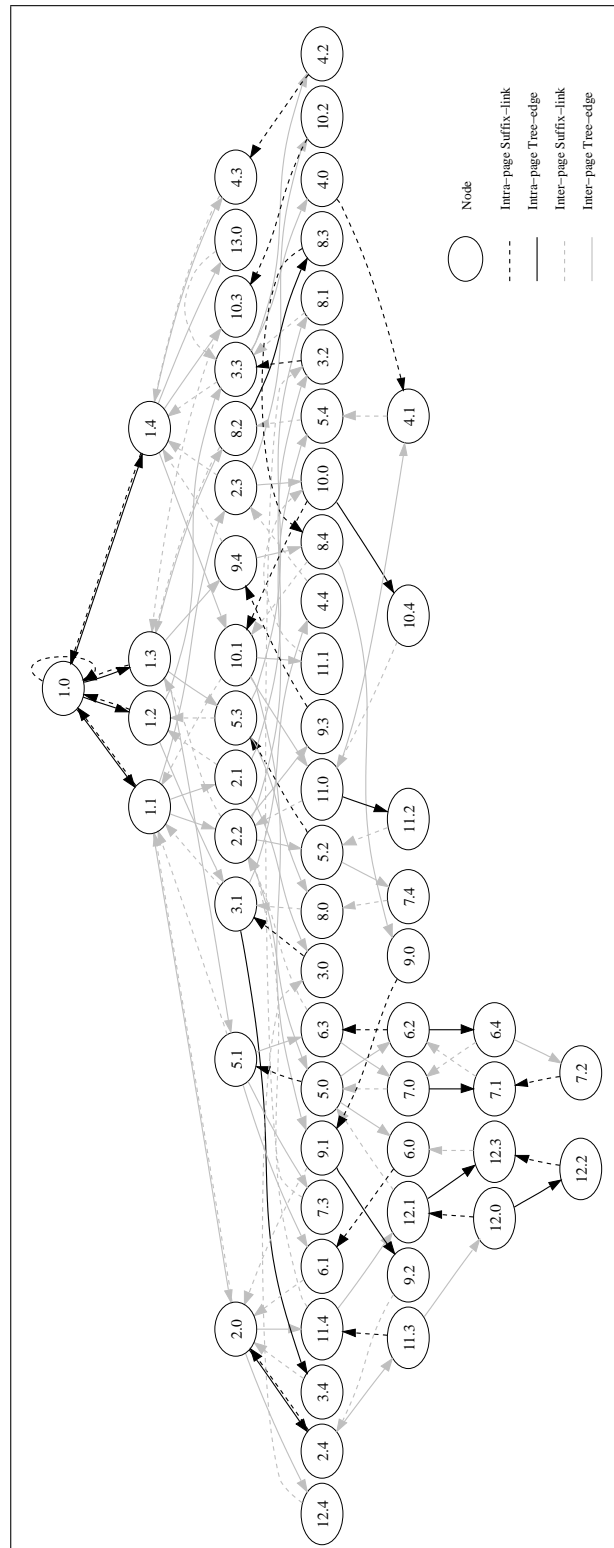 1.0
1.1 1.2 1.3 1.4
2.0 5.1 3.1 2.2 2.1 5.3 10.1 9.4 2.3 8.2 3.3 10.3 13.0 4.3
12.4 2.4 3.4 11.4 6.1 7.3 9.1 5.0 6.3 3.0 8.0 5.2 11.0 9.3 11.1 4.4 8.4 10.0 5.4 3.2 8.1 8.3 4.0 10.2 4.2
11.3 9.2 12.1 6.0 7.0 6.2 9.0 7.4 11.2 10.4 4.1
12.0 12.3 7.1 6.4
12.2 7.2
Node
Intra-page Suffix-link
Intra-page Tree-edge
Inter-page Suffix-link
Inter-page Tree-edge